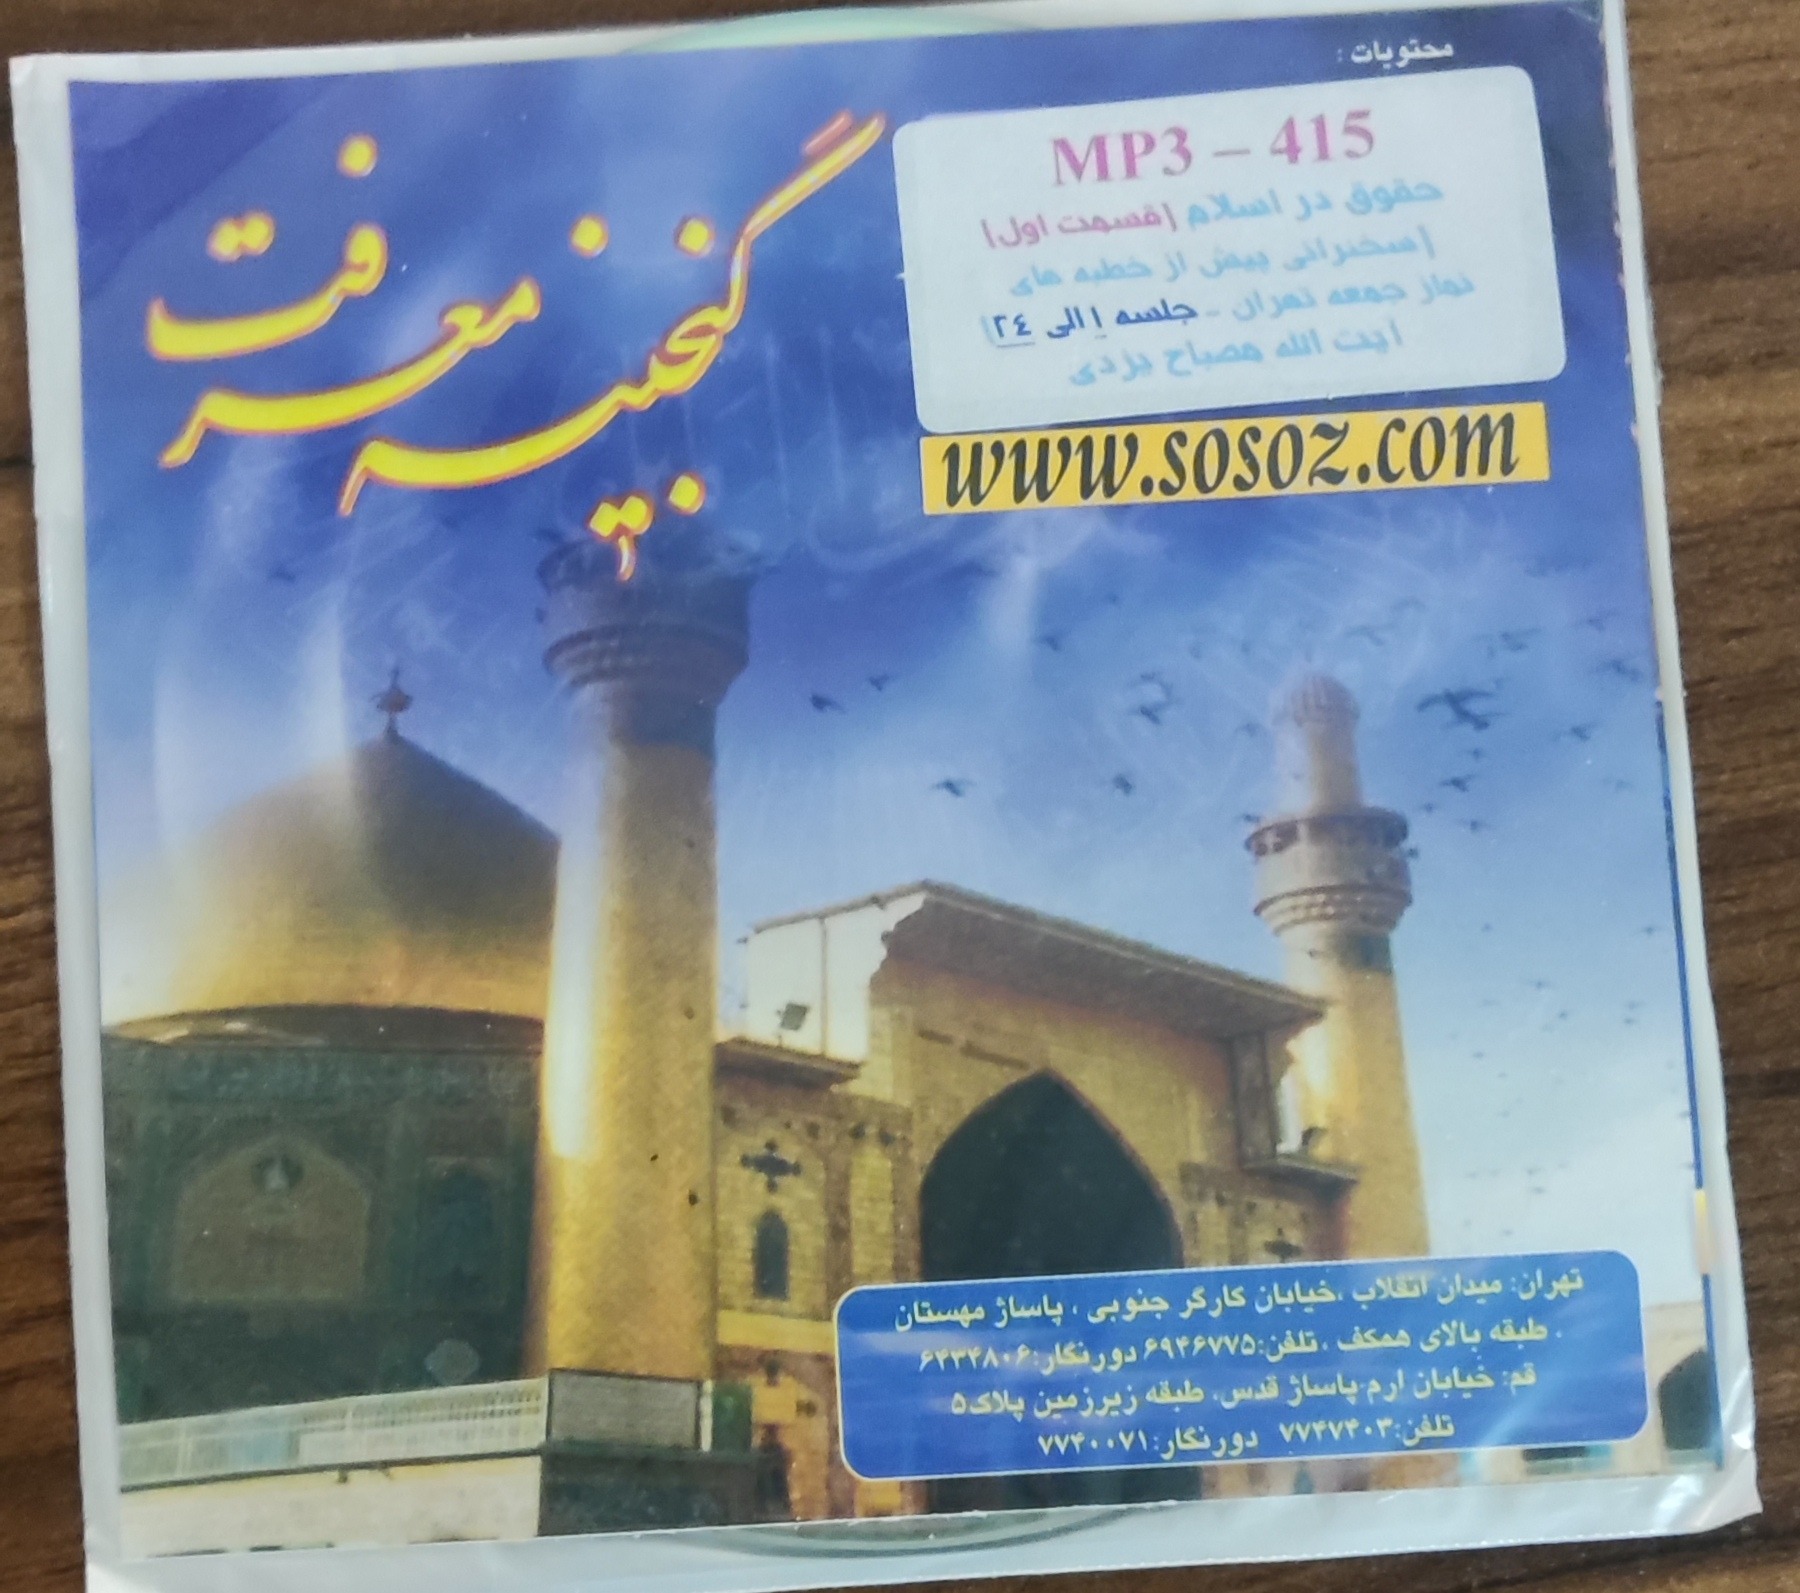 محتویات :
گنجینه معرفت
MP3 – 415
حقوق در اسلام (قسمت اول)
(سخنرانی پیش از خطبه های
نماز جمعه تهران - جلسه ۱ الی ۲۴)
آیت الله مصباح یزدی
www.sosoz.com
تهران: میدان انقلاب ،خیابان کارگر جنوبی ، پاساژ مهستان
، طبقه بالای همکف ، تلفن:۶۹۴۶۷۷۵ دورنگار:۶۴۳۴۸۰۶
قم: خیابان ارم پاساژ قدس، طبقه زیرزمین پلاک۵
تلفن:۷۷۴۷۴۰۳ دورنگار:۷۷۴۰۰۷۱